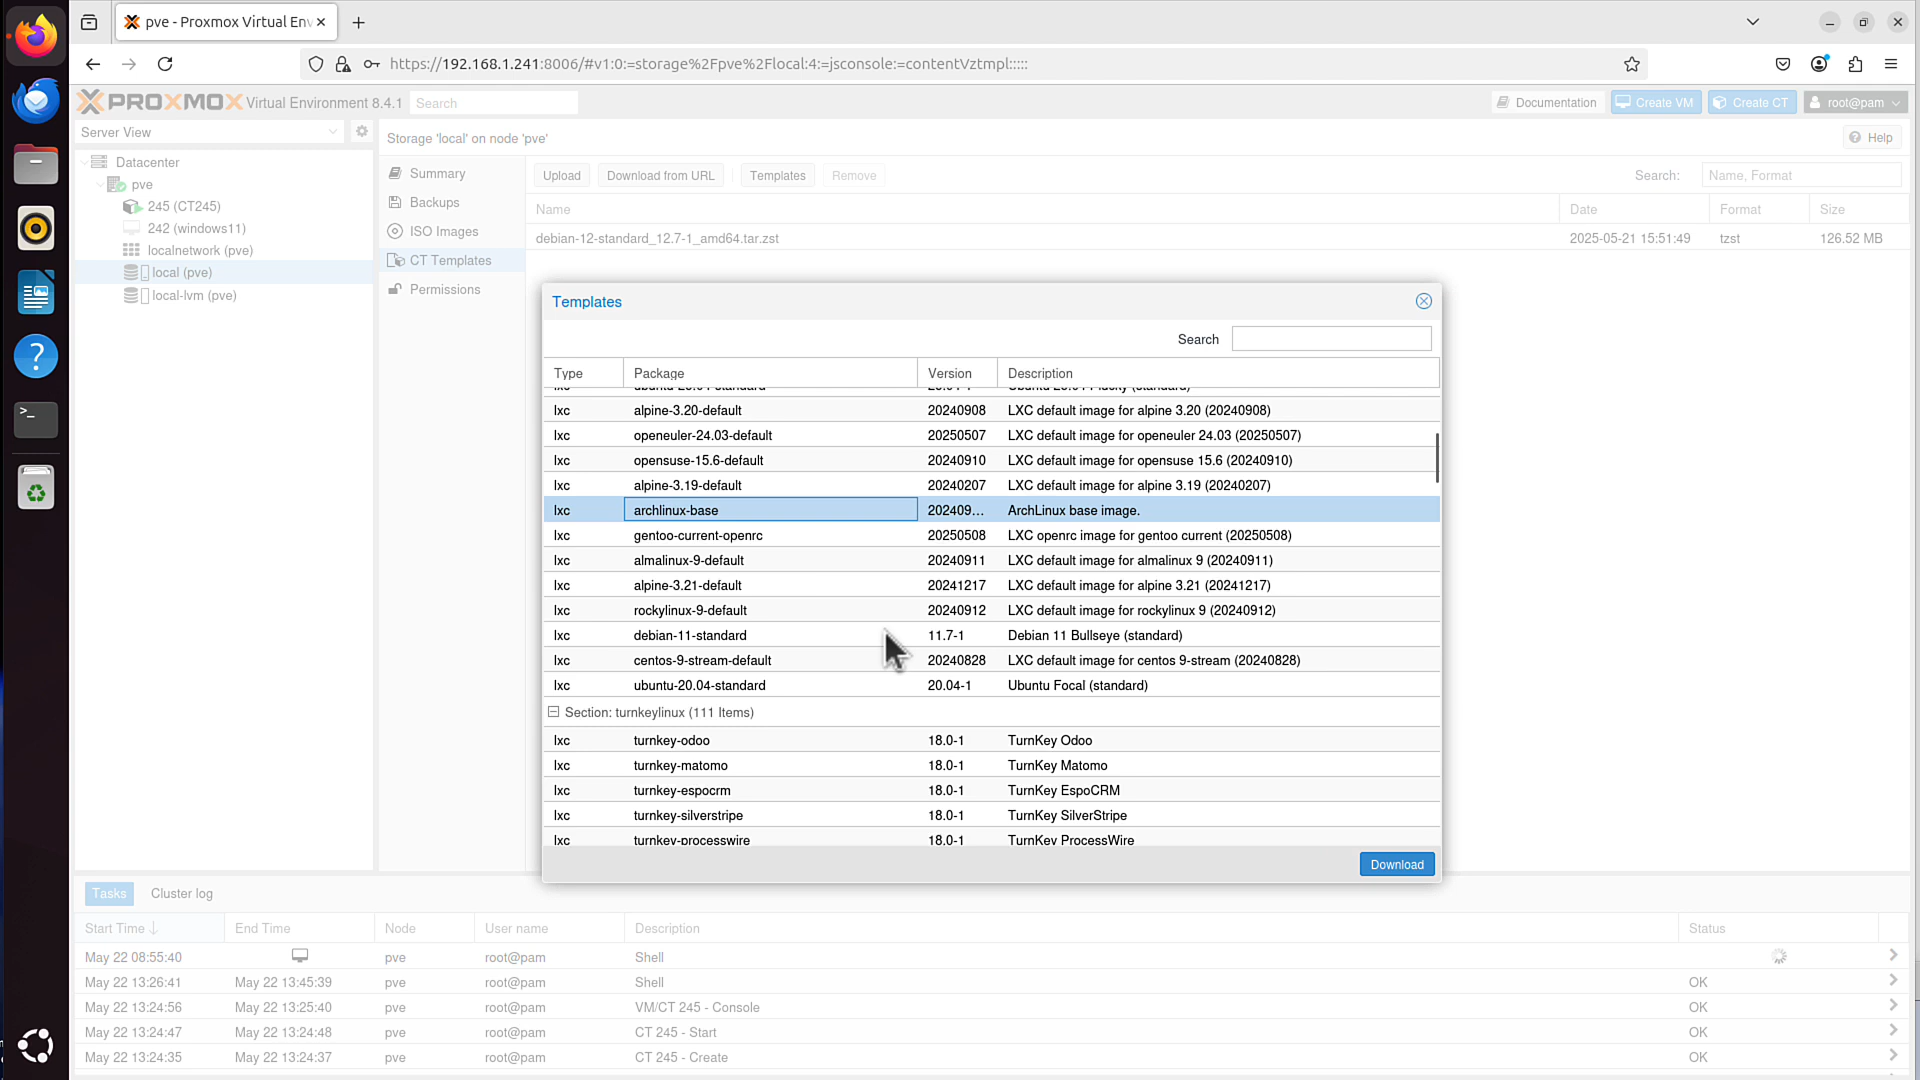 pve - Proxmox Virtual Env
https://192.168.1.241:8006/#v1:0:=storage%2Fpve%2Flocal:4:=jsconsole:=contentVztmpl:::::
PROXMOX Virtual Environment 8.4.1 Search Documentation Create VM Create CT root@pam
Server View
Storage 'local' on node 'pve' Help
Datacenter
pve
245 (CT245)
242 (windows11)
localnetwork (pve)
local (pve)
local-lvm (pve)
Summary
Backups
ISO Images
CT Templates
Permissions
Upload Download from URL Templates Remove Search: Name, Format
Name Date Format Size
debian-12-standard_12.7-1_amd64.tar.zst 2025-05-21 15:51:49 tzst 126.52 MB
Templates
Search
Type Package Version Description
lxc alpine-3.20-default 20240908 LXC default image for alpine 3.20 (20240908)
lxc openeuler-24.03-default 20250507 LXC default image for openeuler 24.03 (20250507)
lxc opensuse-15.6-default 20240910 LXC default image for opensuse 15.6 (20240910)
lxc alpine-3.19-default 20240207 LXC default image for alpine 3.19 (20240207)
lxc archlinux-base 202409... ArchLinux base image.
lxc gentoo-current-openrc 20250508 LXC openrc image for gentoo current (20250508)
lxc almalinux-9-default 20240911 LXC default image for almalinux 9 (20240911)
lxc alpine-3.21-default 20241217 LXC default image for alpine 3.21 (20241217)
lxc rockylinux-9-default 20240912 LXC default image for rockylinux 9 (20240912)
lxc debian-11-standard 11.7-1 Debian 11 Bullseye (standard)
lxc centos-9-stream-default 20240828 LXC default image for centos 9-stream (20240828)
lxc ubuntu-20.04-standard 20.04-1 Ubuntu Focal (standard)
Section: turnkeylinux (111 Items)
lxc turnkey-odoo 18.0-1 TurnKey Odoo
lxc turnkey-matomo 18.0-1 TurnKey Matomo
lxc turnkey-espocrm 18.0-1 TurnKey EspoCRM
lxc turnkey-silverstripe 18.0-1 TurnKey SilverStripe
lxc turnkey-processwire 18.0-1 TurnKey ProcessWire
Download
Tasks Cluster log
Start Time End Time Node User name Description Status
May 22 08:55:40 pve root@pam Shell
May 22 13:26:41 May 22 13:45:39 pve root@pam Shell OK
May 22 13:24:56 May 22 13:25:40 pve root@pam VM/CT 245 - Console OK
May 22 13:24:47 May 22 13:24:48 pve root@pam CT 245 - Start OK
May 22 13:24:35 May 22 13:24:37 pve root@pam CT 245 - Create OK